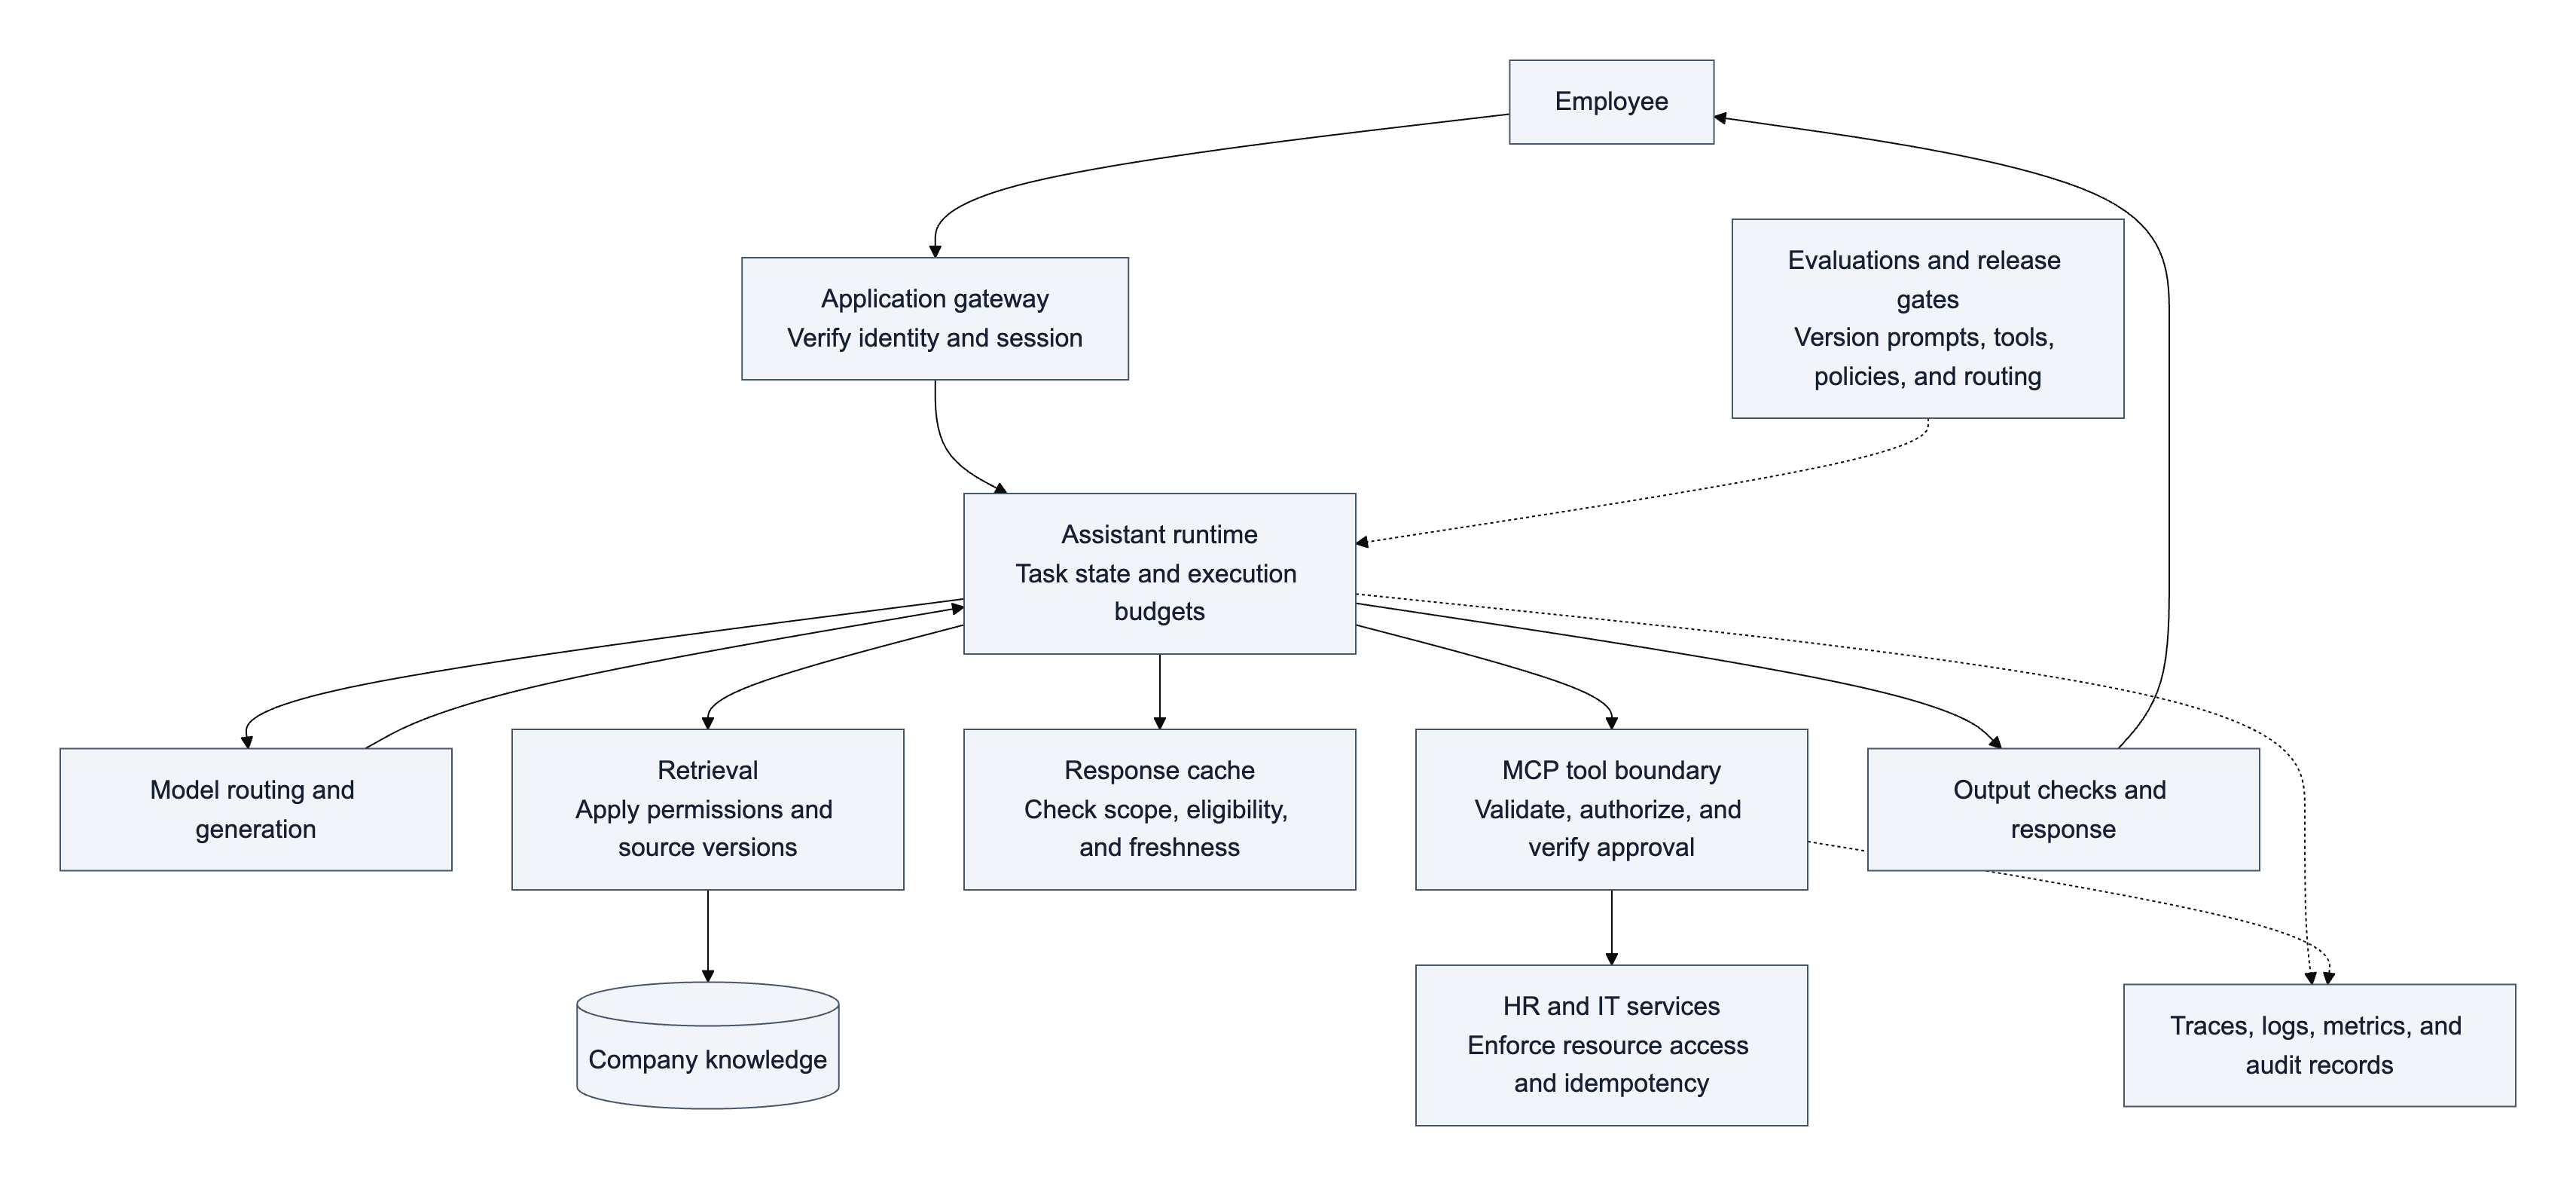 Employee
Application gateway
Verify identity and session
Evaluations and release
gates
Version prompts, tools,
policies, and routing
Assistant runtime
Task state and execution
budgets
Model routing and
generation
Retrieval
Apply permissions and
source versions
Response cache
Check scope, eligibility,
and freshness
MCP tool boundary
Validate, authorize, and
verify approval
Output checks and
response
Company knowledge
HR and IT services
Enforce resource access
and idempotency
Traces, logs, metrics, and
audit records